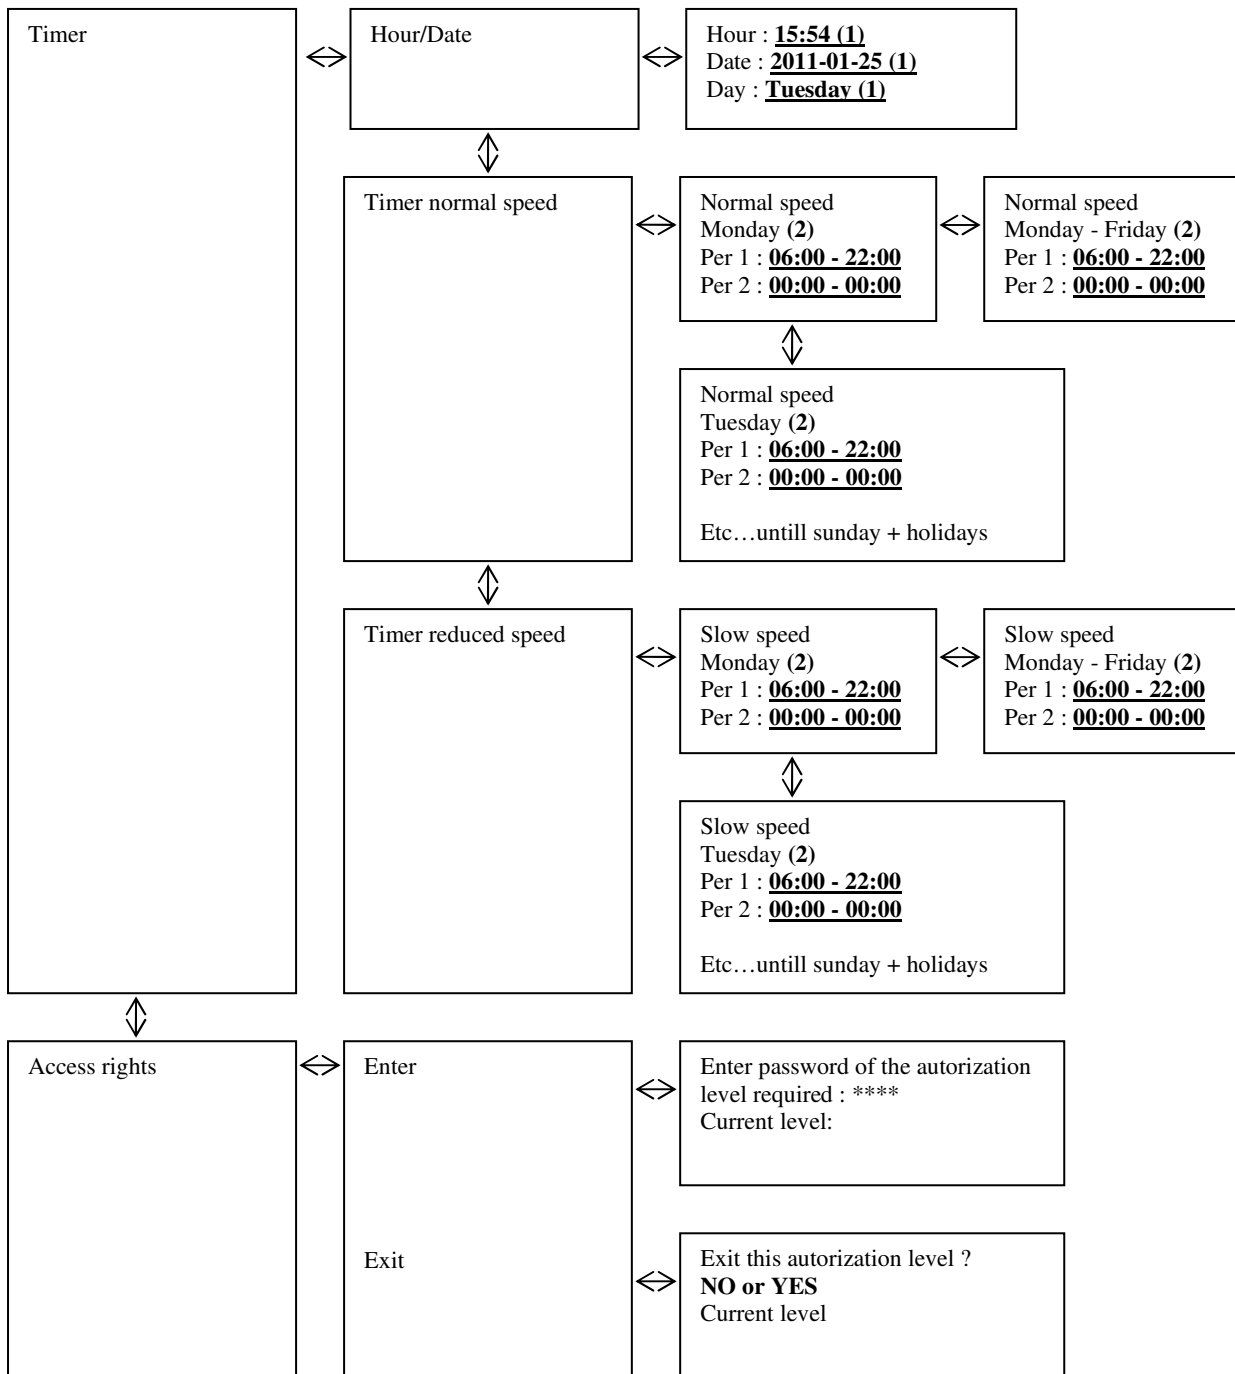 Timer
Hour/Date
Hour : 15:54 (1)
Date : 2011-01-25 (1)
Day : Tuesday (1)
Timer normal speed
Normal speed
Monday (2)
Per 1 : 06:00 - 22:00
Per 2 : 00:00 - 00:00
Normal speed
Monday - Friday (2)
Per 1 : 06:00 - 22:00
Per 2 : 00:00 - 00:00
Normal speed
Tuesday (2)
Per 1 : 06:00 - 22:00
Per 2 : 00:00 - 00:00
Etc…untill sunday + holidays
Timer reduced speed
Slow speed
Monday (2)
Per 1 : 06:00 - 22:00
Per 2 : 00:00 - 00:00
Slow speed
Monday - Friday (2)
Per 1 : 06:00 - 22:00
Per 2 : 00:00 - 00:00
Slow speed
Tuesday (2)
Per 1 : 06:00 - 22:00
Per 2 : 00:00 - 00:00
Etc…untill sunday + holidays
Access rights
Enter
Enter password of the autorization
level required : ****
Current level:
Exit
Exit this autorization level ?
NO or YES
Current level